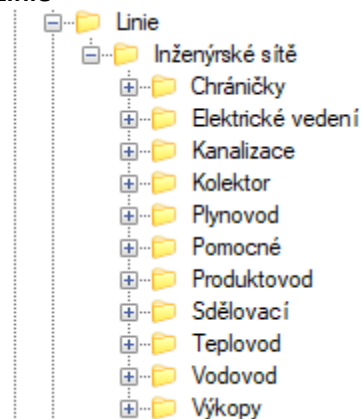 Linie
Inženýrské sítě
Chráničky
Elektrické vedení
Kanalizace
Kolektor
Plynovod
Pomocné
Produktovod
Sdělovací
Teplovod
Vodovod
Výkopy